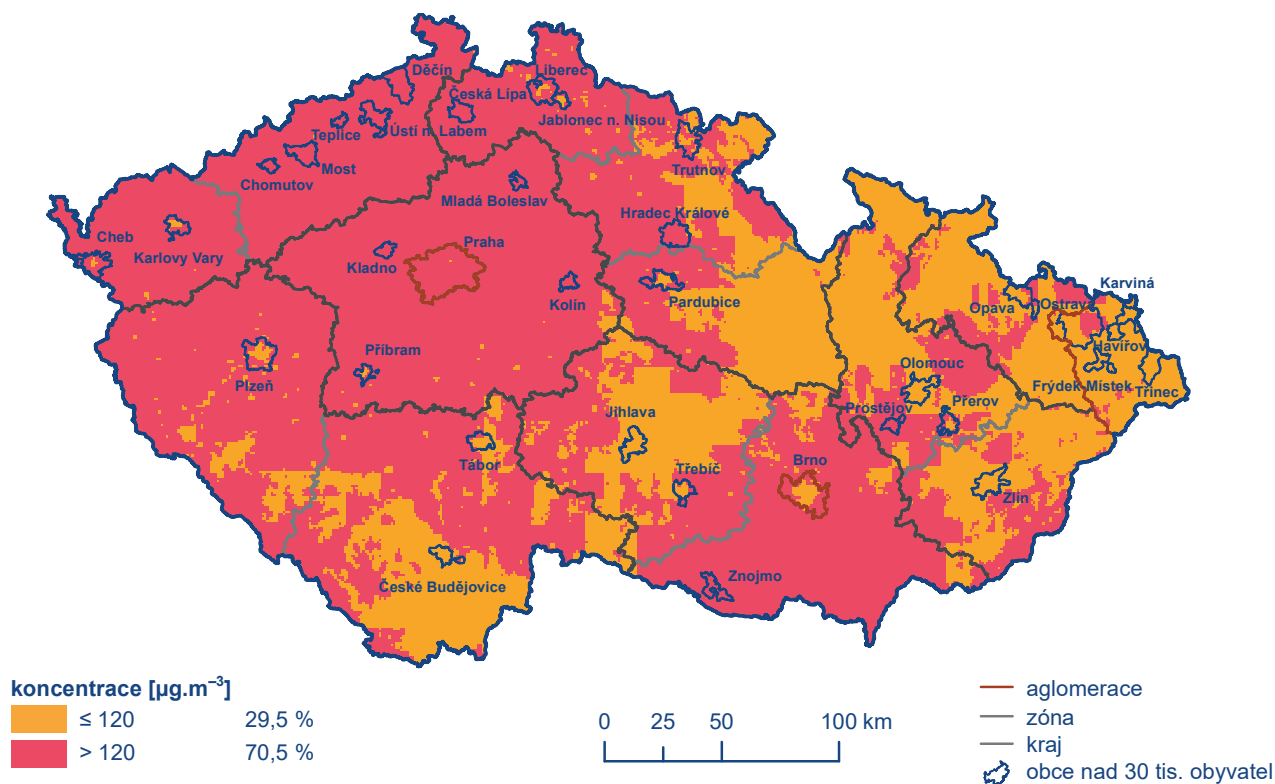 Děčín
Liberec
Česká Lípa
Teplice
Ústí n. Labem
Jablonec n. Nisou
Most
Trutnov
Chomutov
Mladá Boleslav
Hradec Králové
Cheb
Karlovy Vary
Praha
Kladno
Kolín
Pardubice
Karviná
Opava
Ostrava
Havířov
Příbram
Plzeň
Olomouc
Frýdek-Místek
Třinec
Prostějov
Přerov
Jihlava
Tábor
Třebíč
Brno
Zlín
České Budějovice
Znojmo
koncentrace [µg.m⁻³]
≤ 120 29,5 %
> 120 70,5 %
0 25 50 100 km
aglomerace
zóna
kraj
obce nad 30 tis. obyvatel